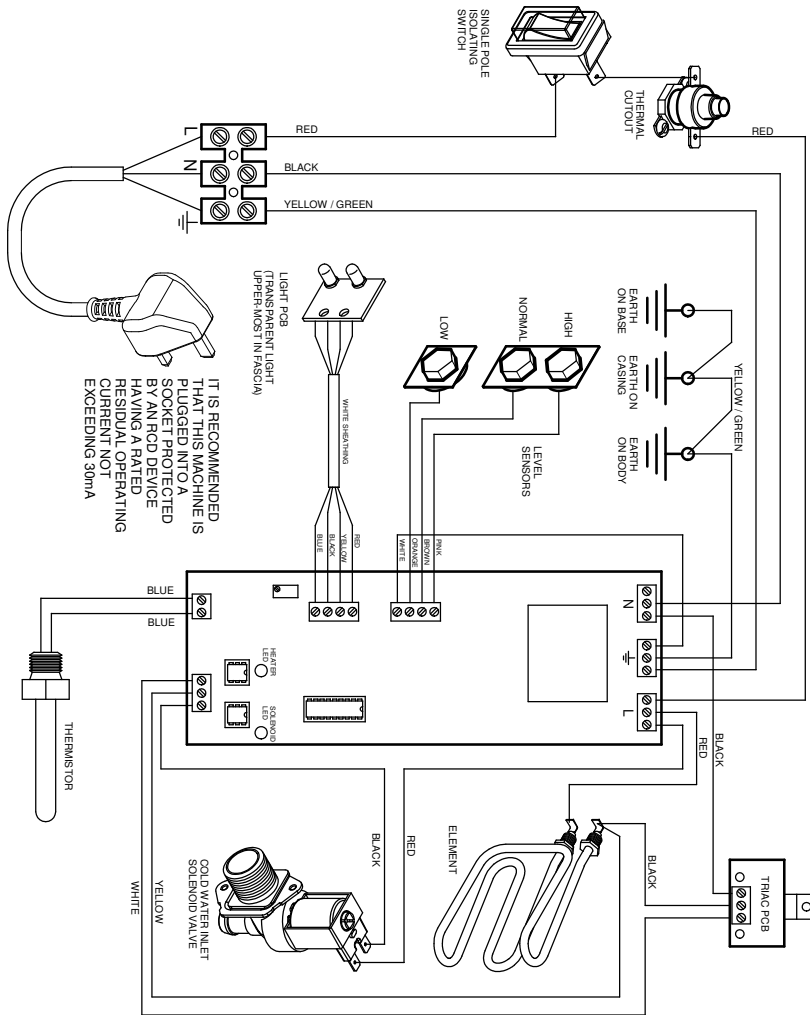 SINGLE POLE
ISOLATING
SWITCH
THERMAL
CUTOUT
RED
RED
L
BLACK
N
YELLOW / GREEN
LIGHT PCB
(TRANSPARENT LIGHT
UPPER-MOST IN FASCIA)
LOW
NORMAL
HIGH
EARTH
ON BASE
EARTH ON
CASING
EARTH
ON BODY
YELLOW / GREEN
WHITE SHEATHING
LEVEL
SENSORS
IT IS RECOMMENDED
THAT THIS MACHINE IS
PLUGGED INTO A
SOCKET PROTECTED
BY AN RCD DEVICE
HAVING A RATED
RESIDUAL OPERATING
CURRENT NOT
EXCEEDING 30mA
BLUE
BLACK
YELLOW
RED
WHITE
ORANGE
BROWN
PINK
BLUE
BLUE
N
L
HEATER
LED
SOLENOID
LED
THERMISTOR
BLACK
RED
BLACK
RED
ELEMENT
BLACK
TRIAC PCB
COLD WATER INLET
SOLENOID VALVE
YELLOW
WHITE